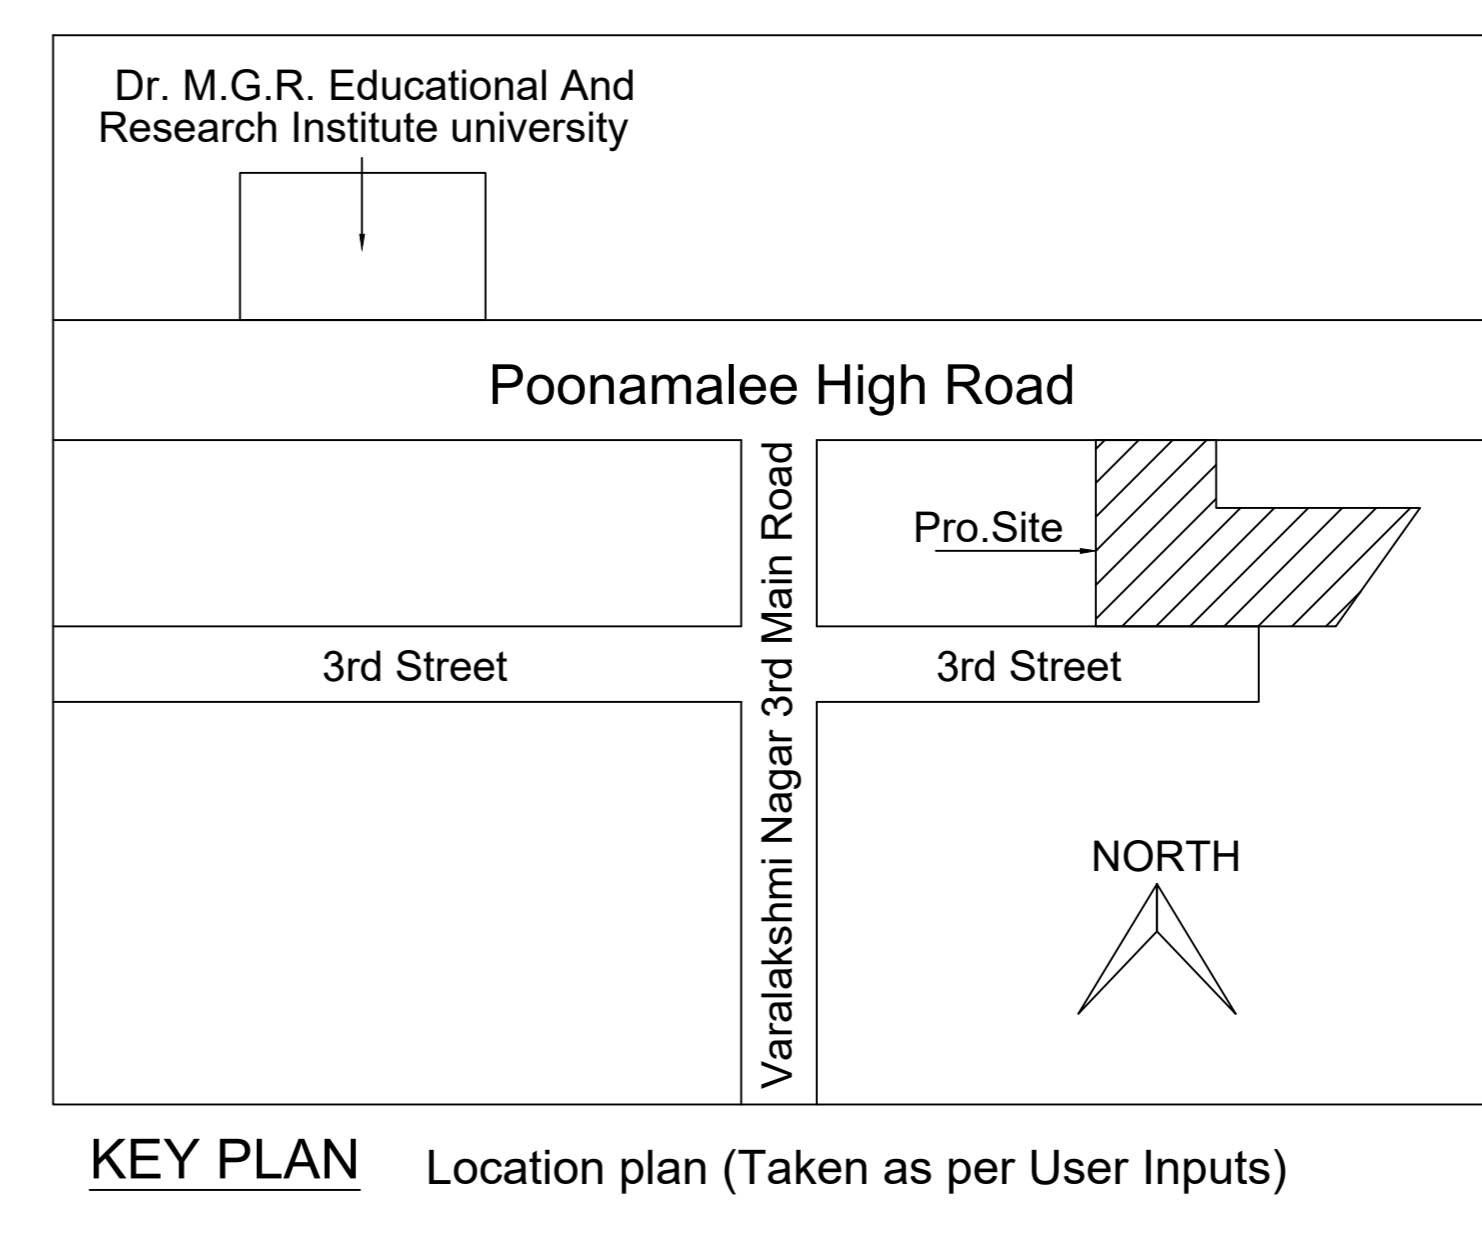 Dr. M.G.R. Educational And
Research Institute university
Poonamalee High Road
Varalakshmi Nagar 3rd Main Road
Pro.Site
3rd Street
3rd Street
NORTH
KEY PLAN
Location plan (Taken as per User Inputs)